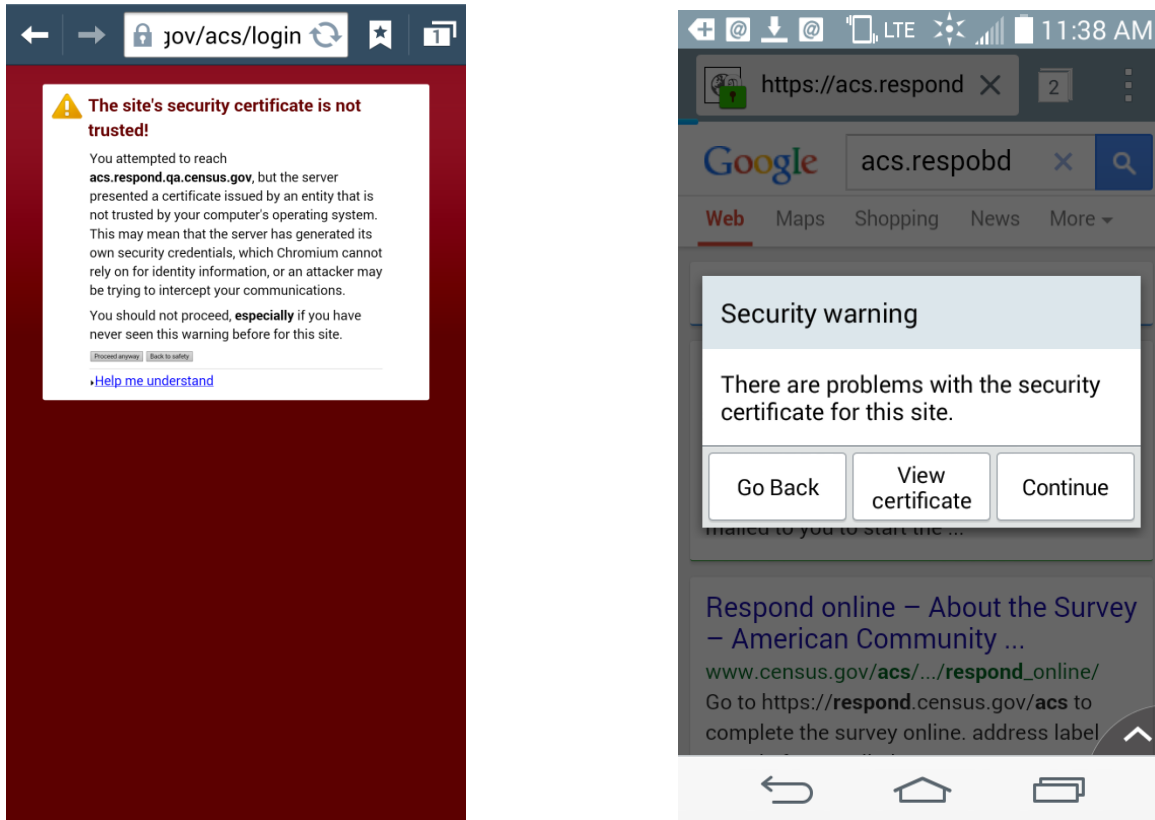 gov/acs/login
1
The site's security certificate is not
trusted!
You attempted to reach
acs.respond.qa.census.gov, but the server
presented a certificate issued by an entity that is
not trusted by your computer's operating system.
This may mean that the server has generated its
own security credentials, which Chromium cannot
rely on for identity information, or an attacker may
be trying to intercept your communications.
You should not proceed, especially if you have
never seen this warning before for this site.
Proceed anyway Back to safety
Help me understand
LTE 11:38 AM
https://acs.respond
2
Google acs.respobd
Web Maps Shopping News More
Security warning
There are problems with the security
certificate for this site.
Go Back View certificate Continue
mailed to you to start the ...
Respond online – About the Survey
– American Community ...
www.census.gov/acs/.../respond_online/
Go to https://respond.census.gov/acs to
complete the survey online. address label